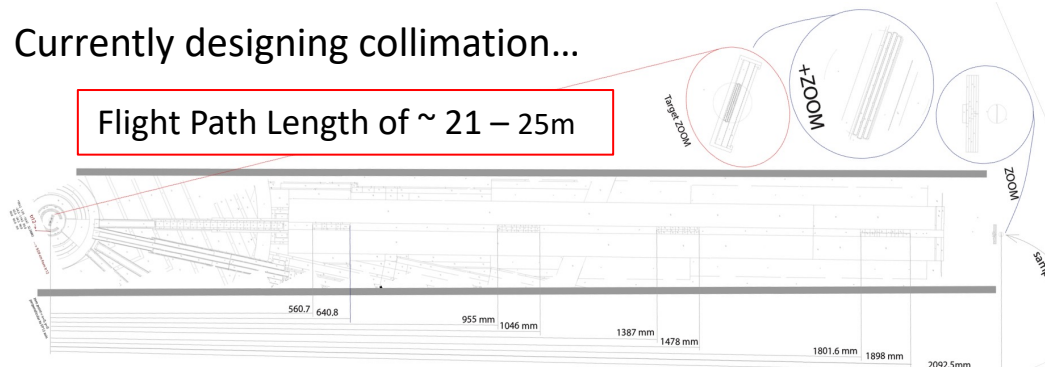 Currently designing collimation…
Flight Path Length of ~ 21 – 25m
Target ZOOM
+ZOOM
ZOOM
560.7 640.8
955 mm 1046 mm
1387 mm
1478 mm
1801.6 mm 1898 mm
2092.5mm